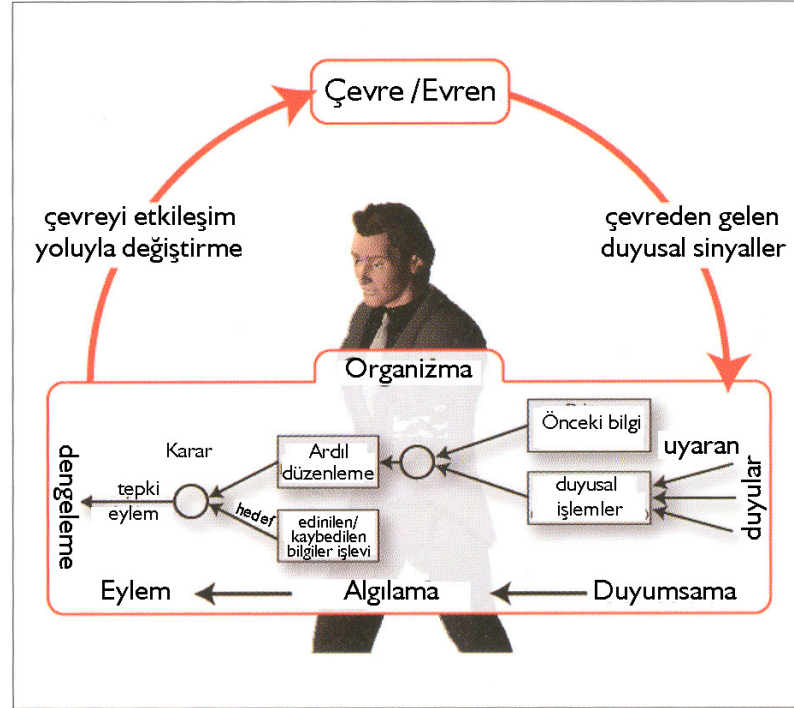 Çevre /Evren
çevreyi etkileşim
yoluyla değiştirme
çevreden gelen
duyusal sinyaller
Organizma
dengeleme
tepki
eylem
Karar
hedef
Ardıl
düzenleme
edinilen/
kaybedilen
bilgiler işlevi
Önceki bilgi
duyusal
işlemler
uyaran
duyular
Eylem
Algılama
Duyumsama